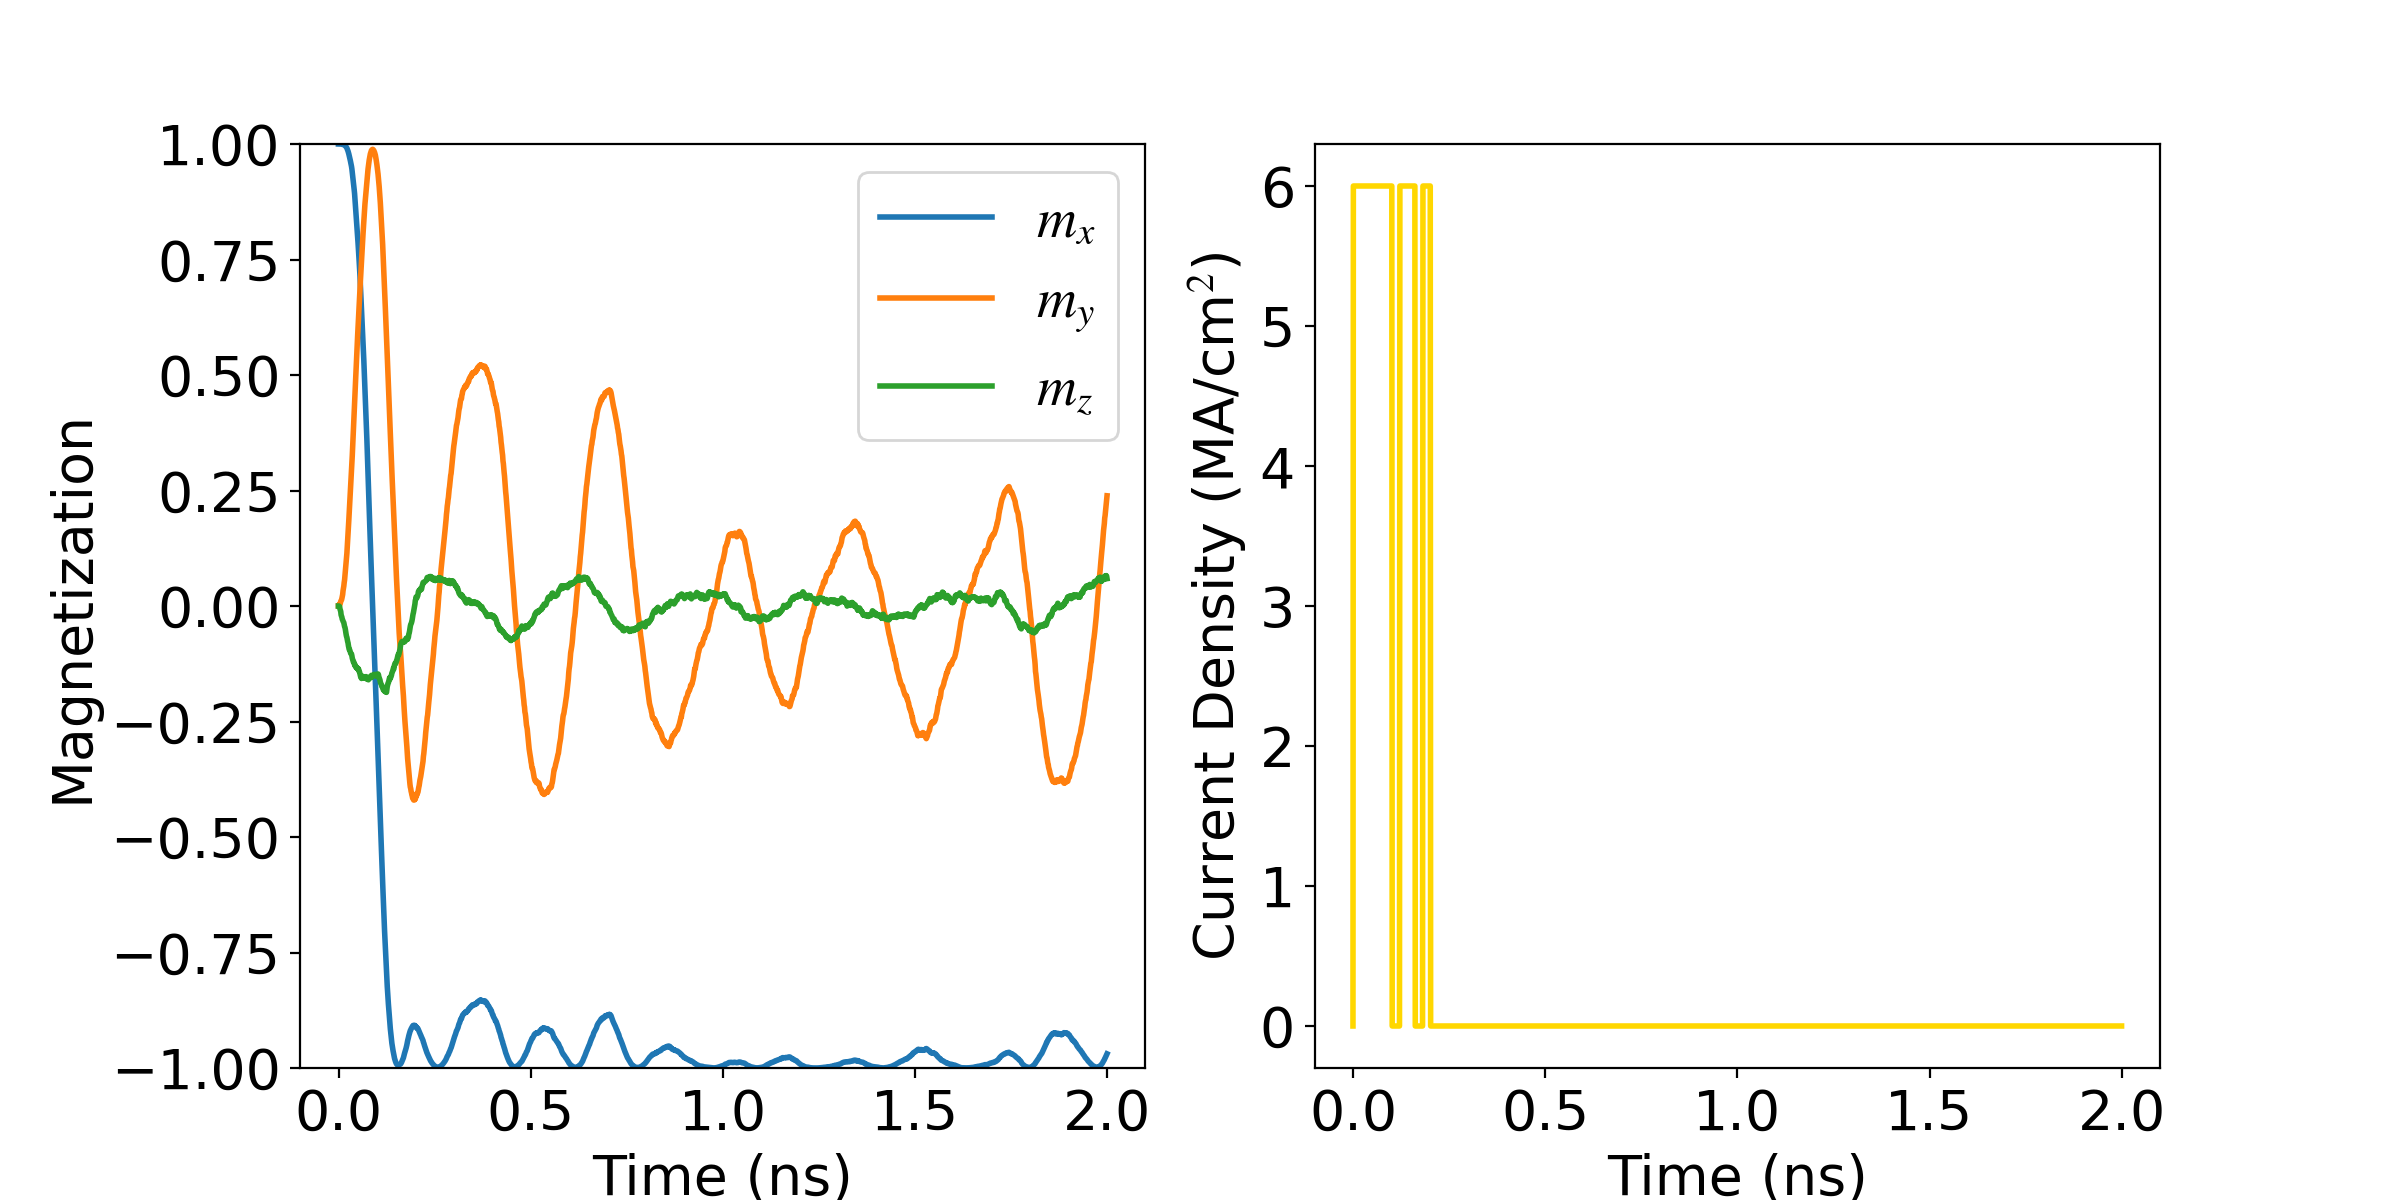 1.00
0.75
0.50
0.25
0.00
−0.25
−0.50
−0.75
−1.00
Magnetization
0.0 0.5 1.0 1.5 2.0
Time (ns)
m_x
m_y
m_z
6
5
4
3
2
1
0
Current Density (MA/cm²)
0.0 0.5 1.0 1.5 2.0
Time (ns)